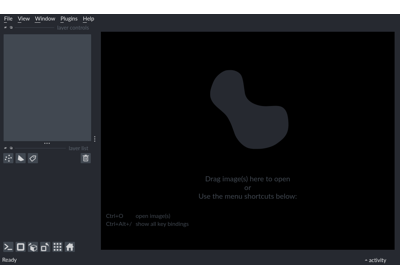 File View Window Plugins Help
layer controls
layer list
Drag image(s) here to open
or
Use the menu shortcuts below:
Ctrl+O open image(s)
Ctrl+Alt+/ show all key bindings
Ready
activity